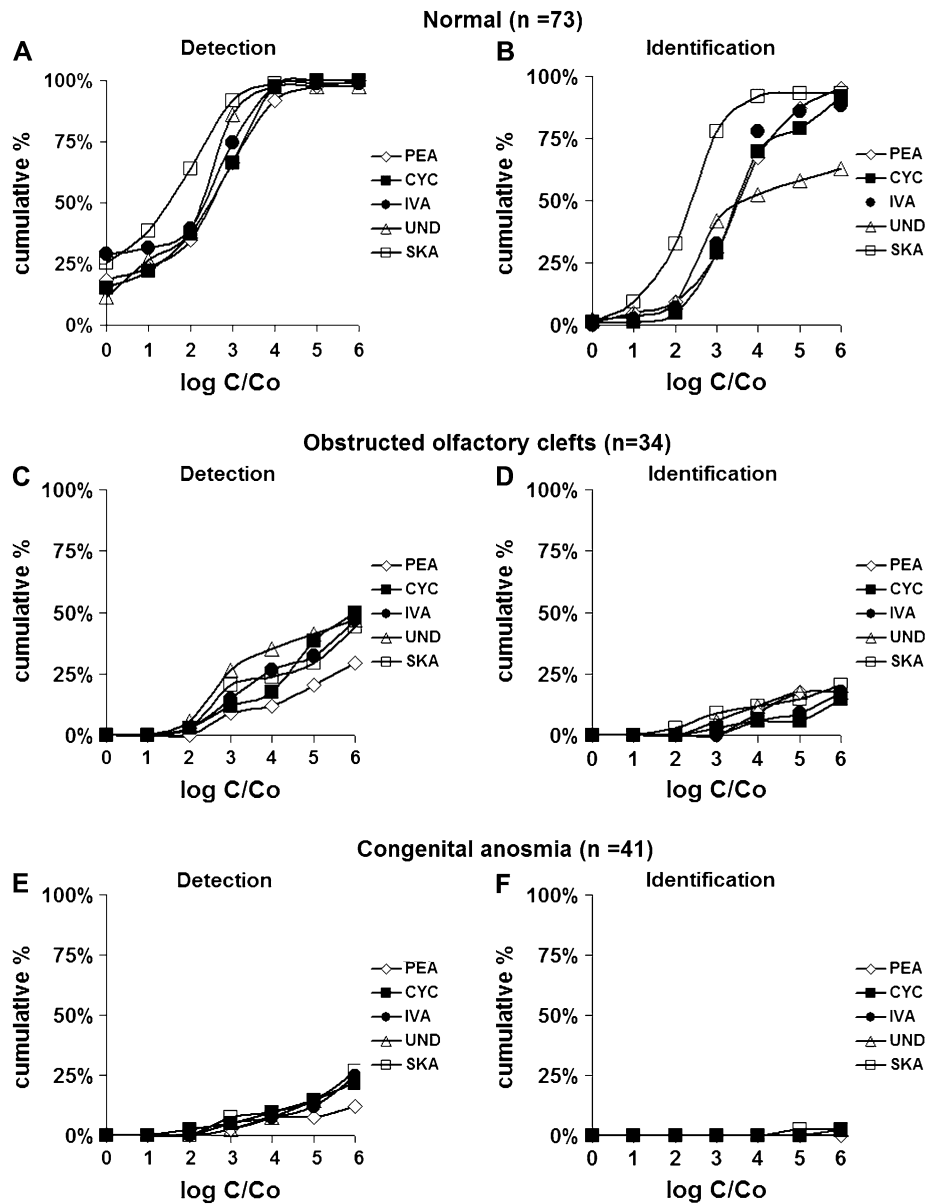 Normal (n =73)
A
Detection
100%
75%
50%
25%
0%
cumulative %
0 1 2 3 4 5 6
log C/Co
PEA
CYC
IVA
UND
SKA
B
Identification
100%
75%
50%
25%
0%
cumulative %
0 1 2 3 4 5 6
log C/Co
PEA
CYC
IVA
UND
SKA
Obstructed olfactory clefts (n=34)
C
Detection
100%
75%
50%
25%
0%
cumulative %
0 1 2 3 4 5 6
log C/Co
PEA
CYC
IVA
UND
SKA
D
Identification
100%
75%
50%
25%
0%
cumulative %
0 1 2 3 4 5 6
log C/Co
PEA
CYC
IVA
UND
SKA
Congenital anosmia (n =41)
E
Detection
100%
75%
50%
25%
0%
cumulative %
0 1 2 3 4 5 6
log C/Co
PEA
CYC
IVA
UND
SKA
F
Identification
100%
75%
50%
25%
0%
cumulative %
0 1 2 3 4 5 6
log C/Co
PEA
CYC
IVA
UND
SKA